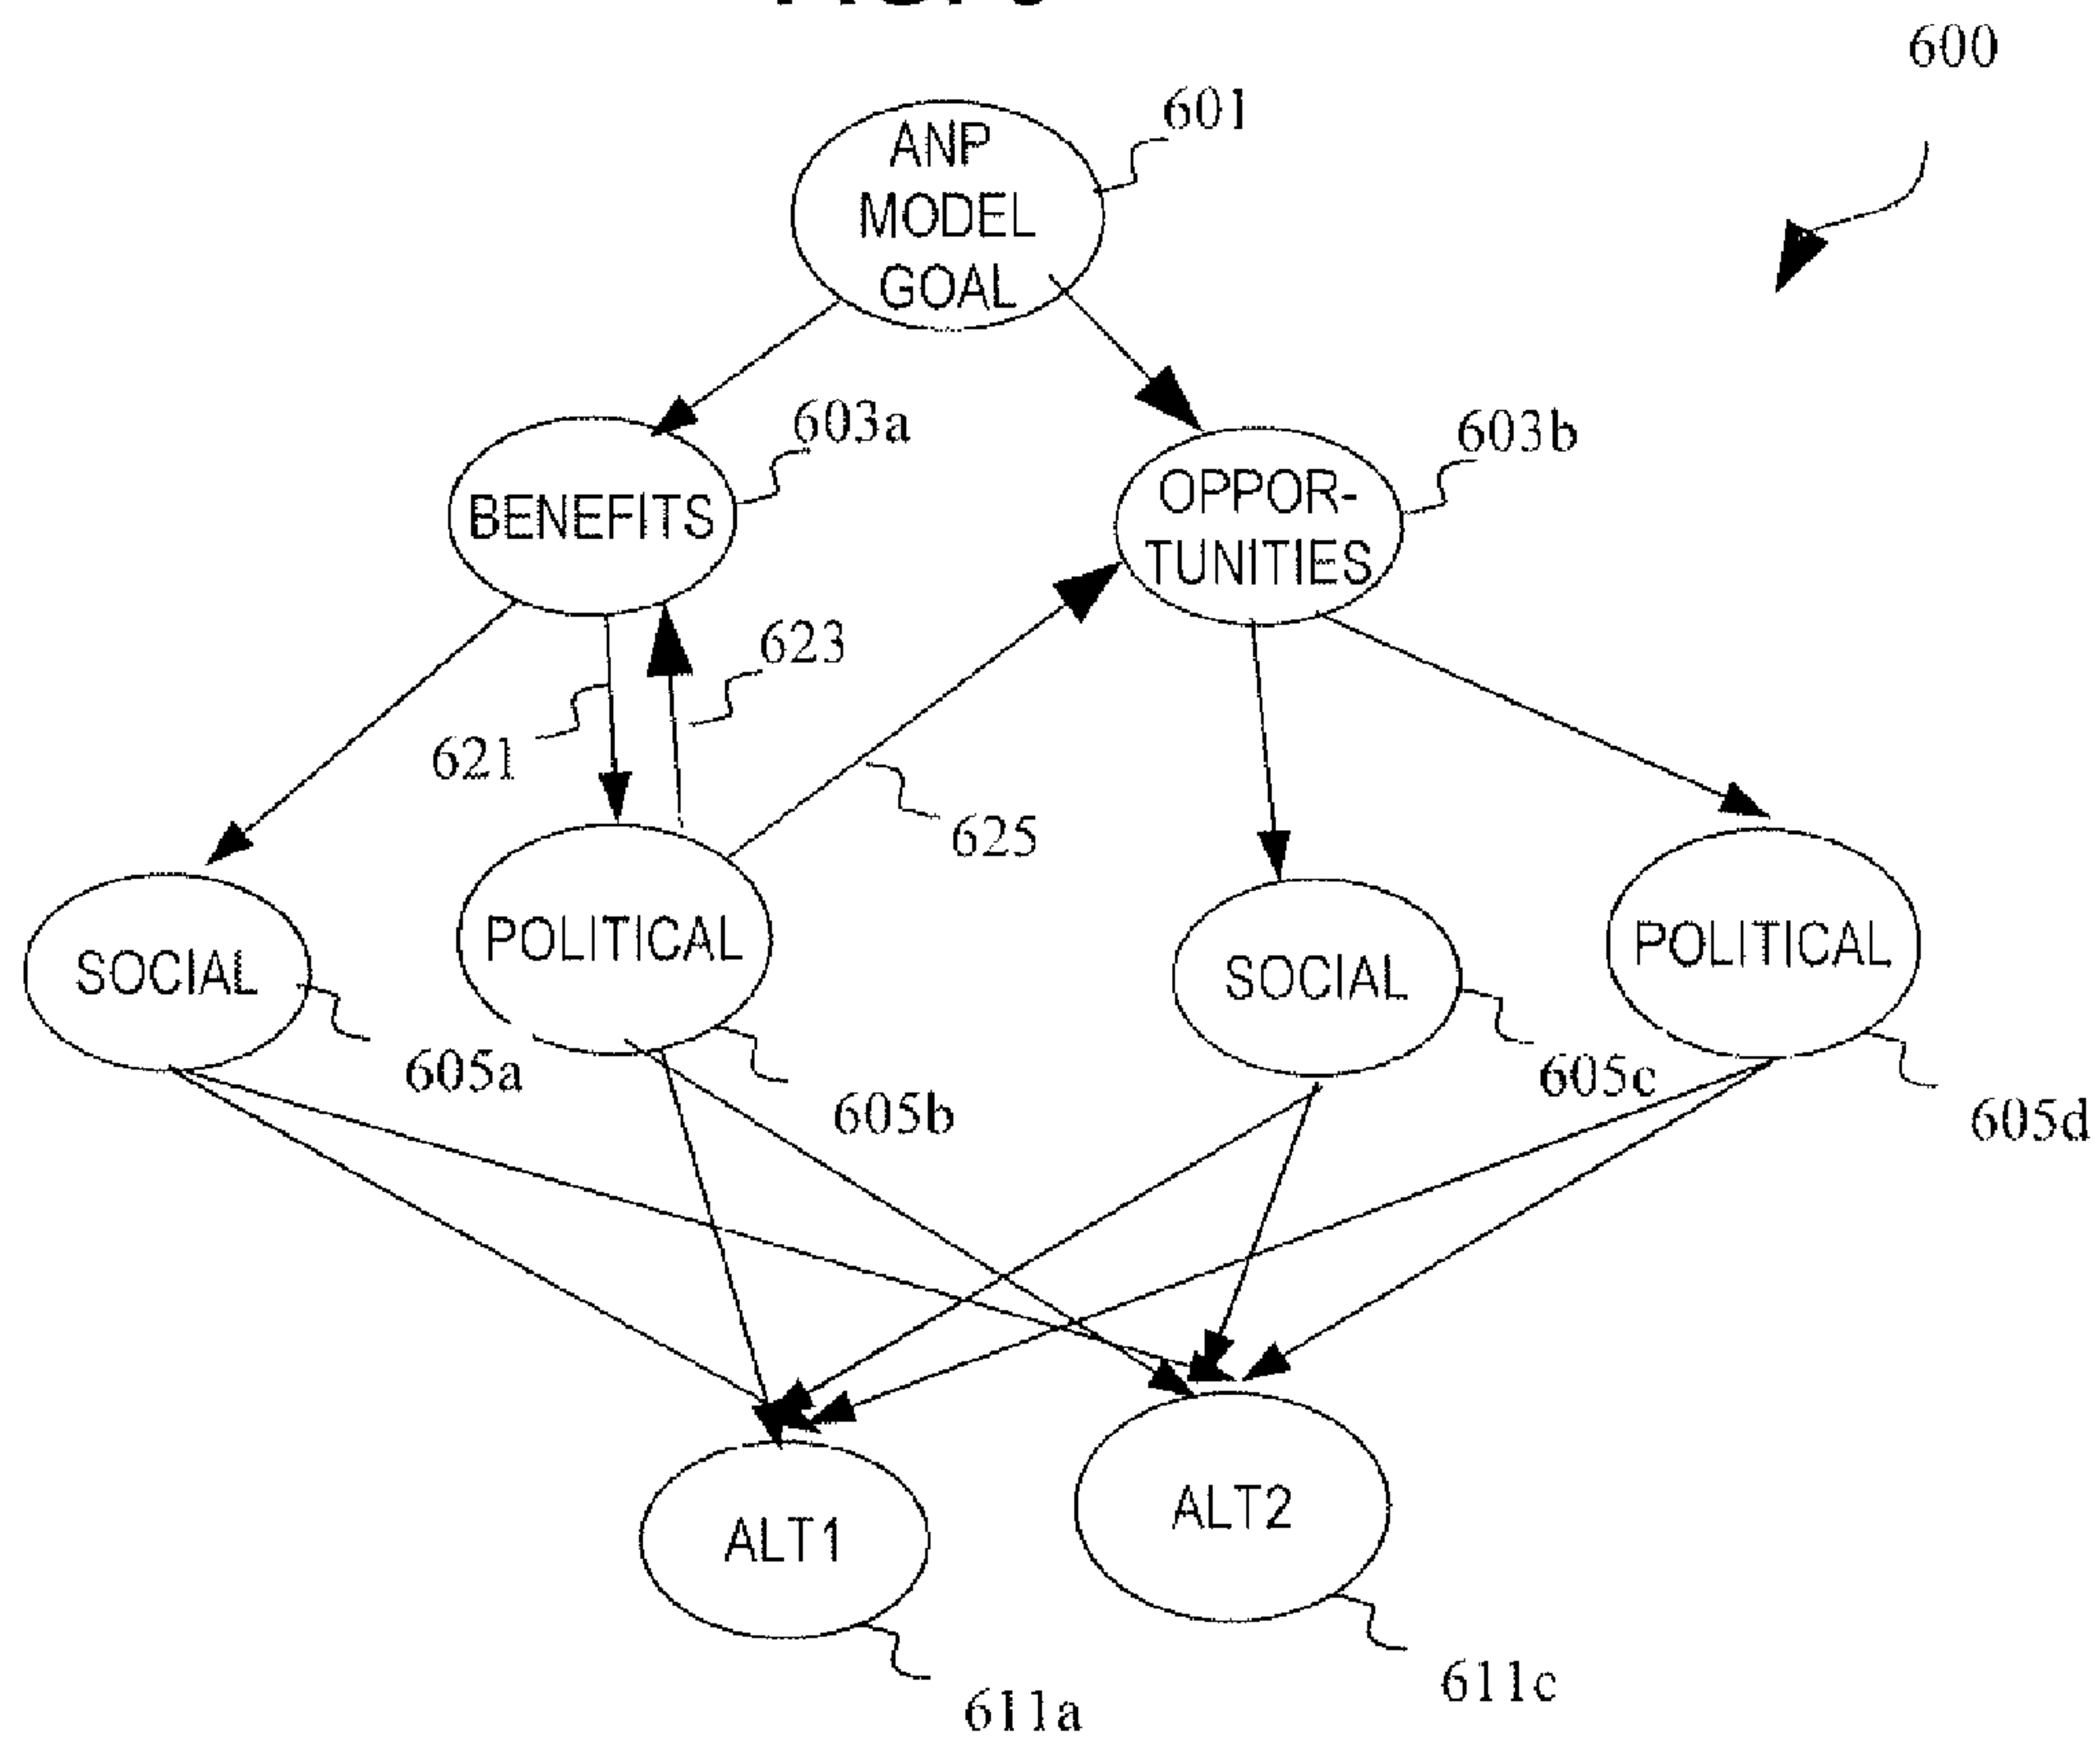 600
601
ANP
MODEL
GOAL
603a
603b
BENEFITS
OPPOR-
TUNITIES
623
621
625
SOCIAL
POLITICAL
SOCIAL
POLITICAL
605a
605b
605c
605d
ALT1
ALT2
611a
611c